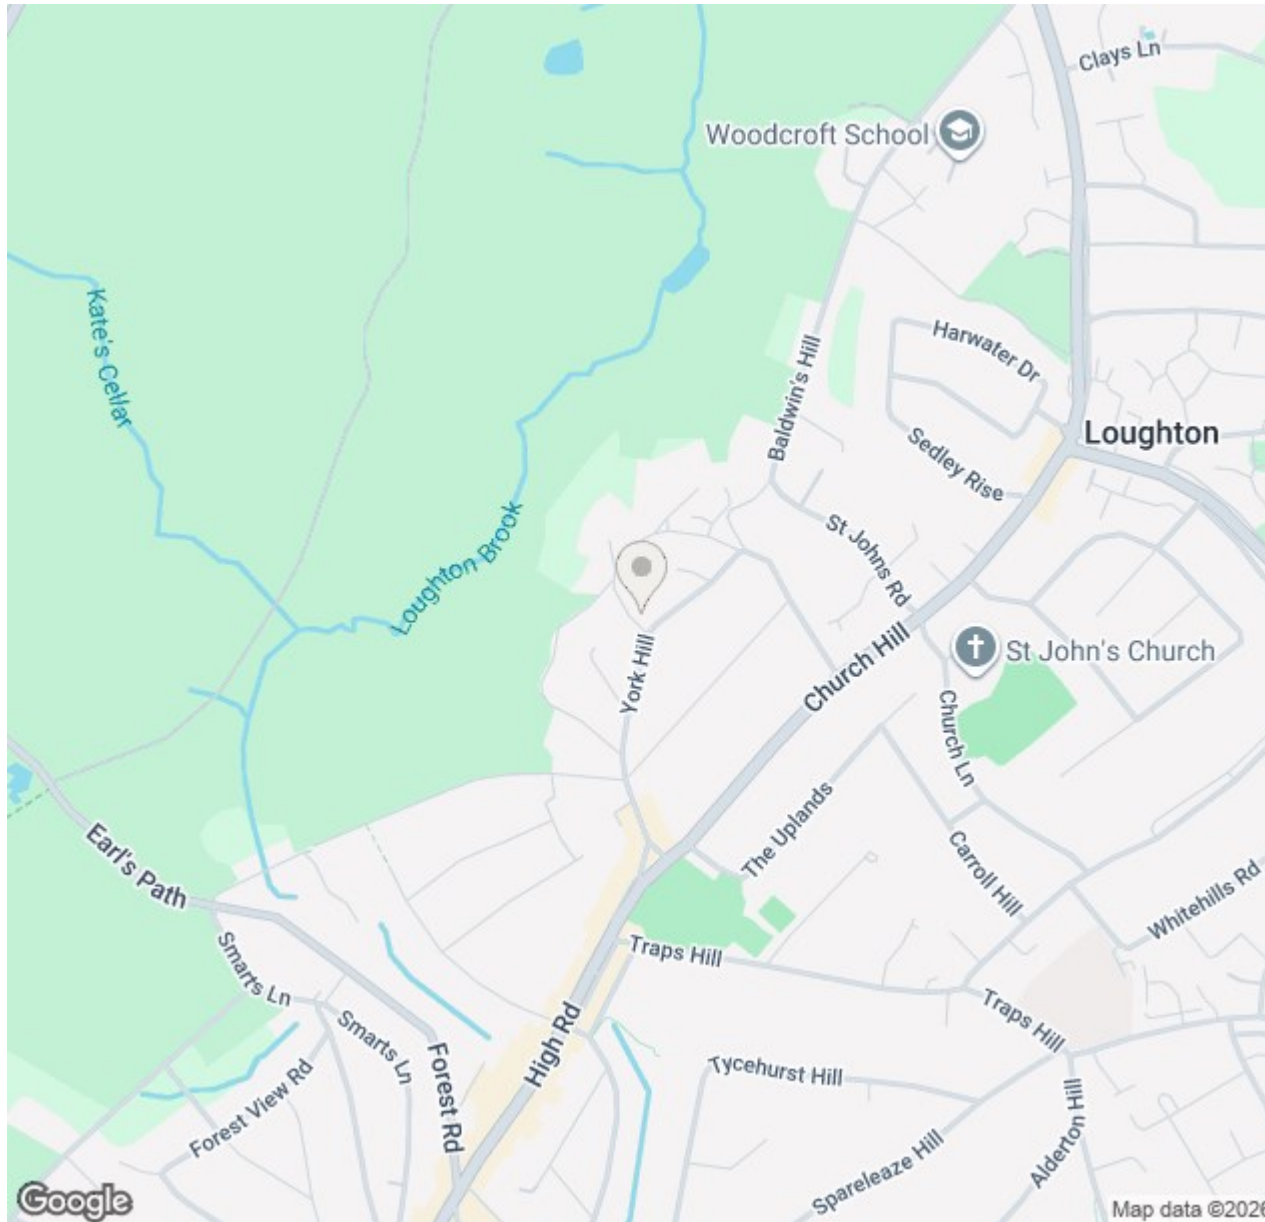 Clays Ln
Woodcroft School
Kate's Cellar
Harwater Dr
Baldwin's Hill
Loughton
Sedley Rise
Loughton Brook
St Johns Rd
York Hill
Church Hill
St John's Church
Church Ln
The Uplands
Earl's Path
Carroll Hill
Whitehills Rd
Traps Hill
Smarts Ln
Traps Hill
Smarts Ln
High Rd
Forest Rd
Tycehurst Hill
Forest View Rd
Alderton Hill
Spareleaze Hill
Google
Map data ©2026